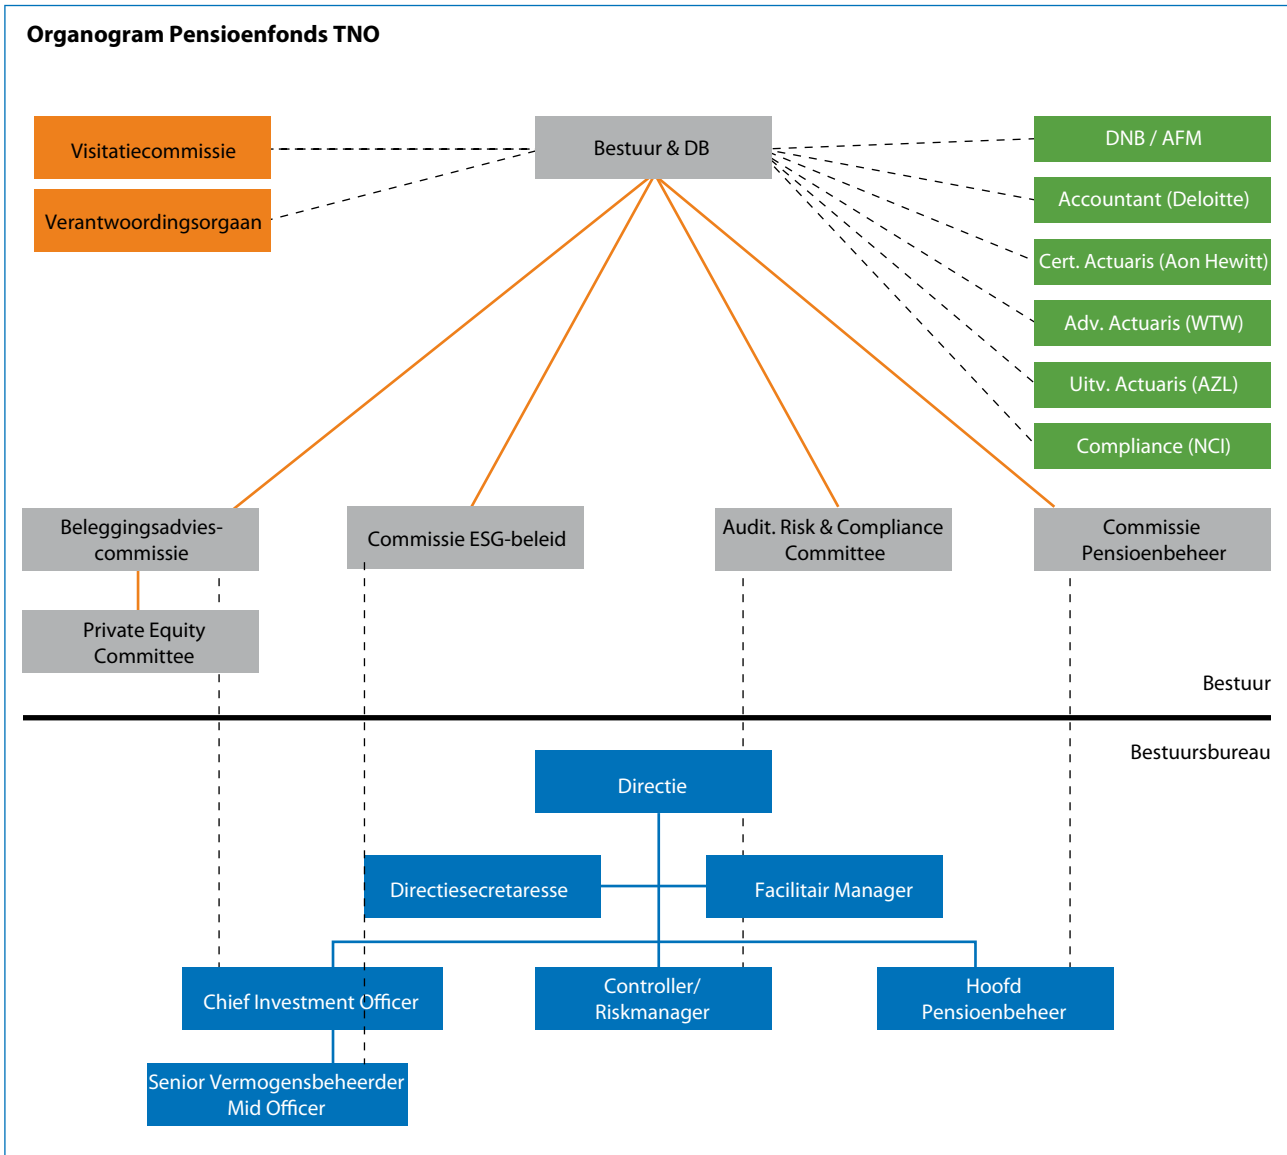 Organogram Pensioenfonds TNO
Visitatiecommissie
Verantwoordingsorgaan
Bestuur & DB
DNB / AFM
Accountant (Deloitte)
Cert. Actuaris (Aon Hewitt)
Adv. Actuaris (WTW)
Uitv. Actuaris (AZL)
Compliance (NCI)
Beleggingsadvies-
commissie
Commissie ESG-beleid
Audit. Risk & Compliance
Committee
Commissie
Pensioenbeheer
Private Equity
Committee
Bestuur
Bestuursbureau
Directie
Directiesecretaresse
Facilitair Manager
Chief Investment Officer
Controller/
Riskmanager
Hoofd
Pensioenbeheer
Senior Vermogensbeheerder
Mid Officer